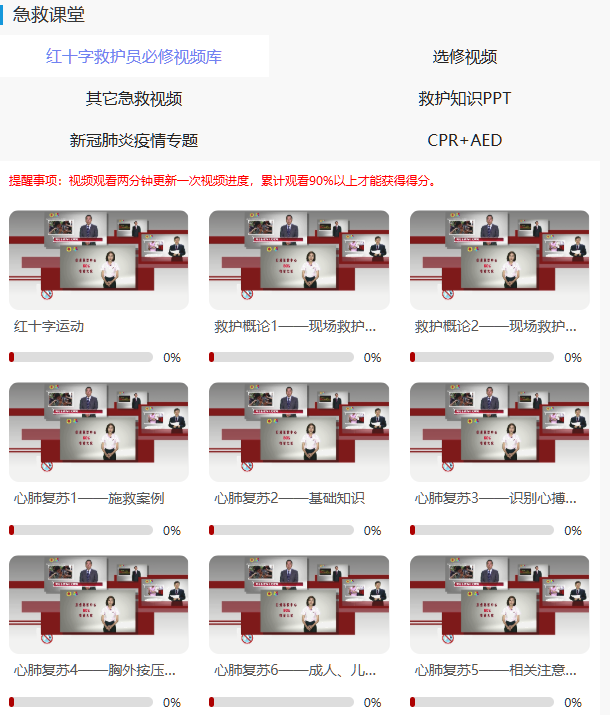 急救课堂
红十字救护员必修视频库
选修视频
其它急救视频
救护知识PPT
新冠肺炎疫情专题
CPR+AED
提醒事项：视频观看两分钟更新一次视频进度，累计观看90%以上才能获得得分。
红十字运动
救护概论1——现场救护...
救护概论2——现场救护...
0%
0%
0%
心肺复苏1——施救案例
心肺复苏2——基础知识
心肺复苏3——识别心搏...
0%
0%
0%
心肺复苏4——胸外按压...
心肺复苏6——成人、儿...
心肺复苏5——相关注意...
0%
0%
0%